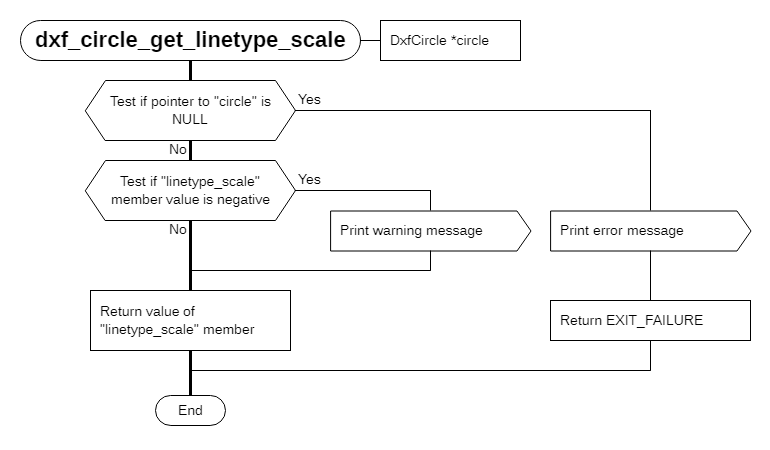 dxf_circle_get_linetype_scale
DxfCircle *circle
Test if pointer to "circle" is
NULL
Yes
No
Test if "linetype_scale"
member value is negative
Yes
No
Print warning message
Print error message
Return value of
"linetype_scale" member
Return EXIT_FAILURE
End